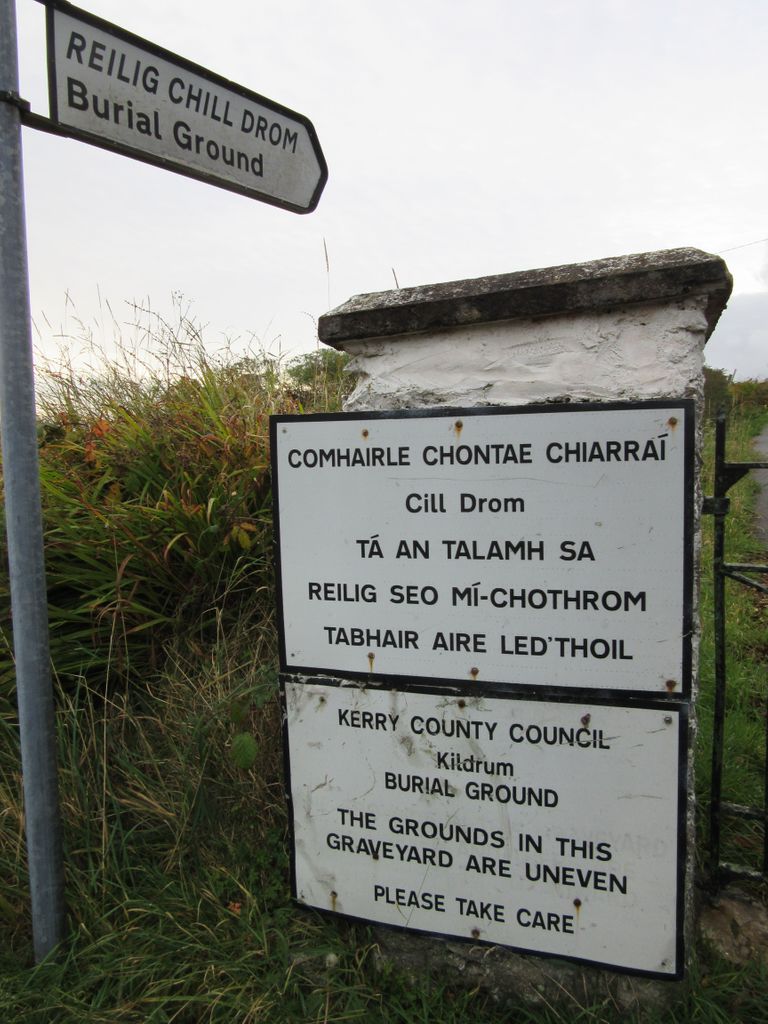 REILIG CHILL DROM
Burial Ground
COMHAIRLE CHONTAE CHIARRAÍ
Cill Drom
TÁ AN TALAMH SA
REILIG SEO MÍ-CHOTHROM
TABHAIR AIRE LED'THOIL
KERRY COUNTY COUNCIL
Kildrum
BURIAL GROUND
THE GROUNDS IN THIS
GRAVEYARD ARE UNEVEN
PLEASE TAKE CARE